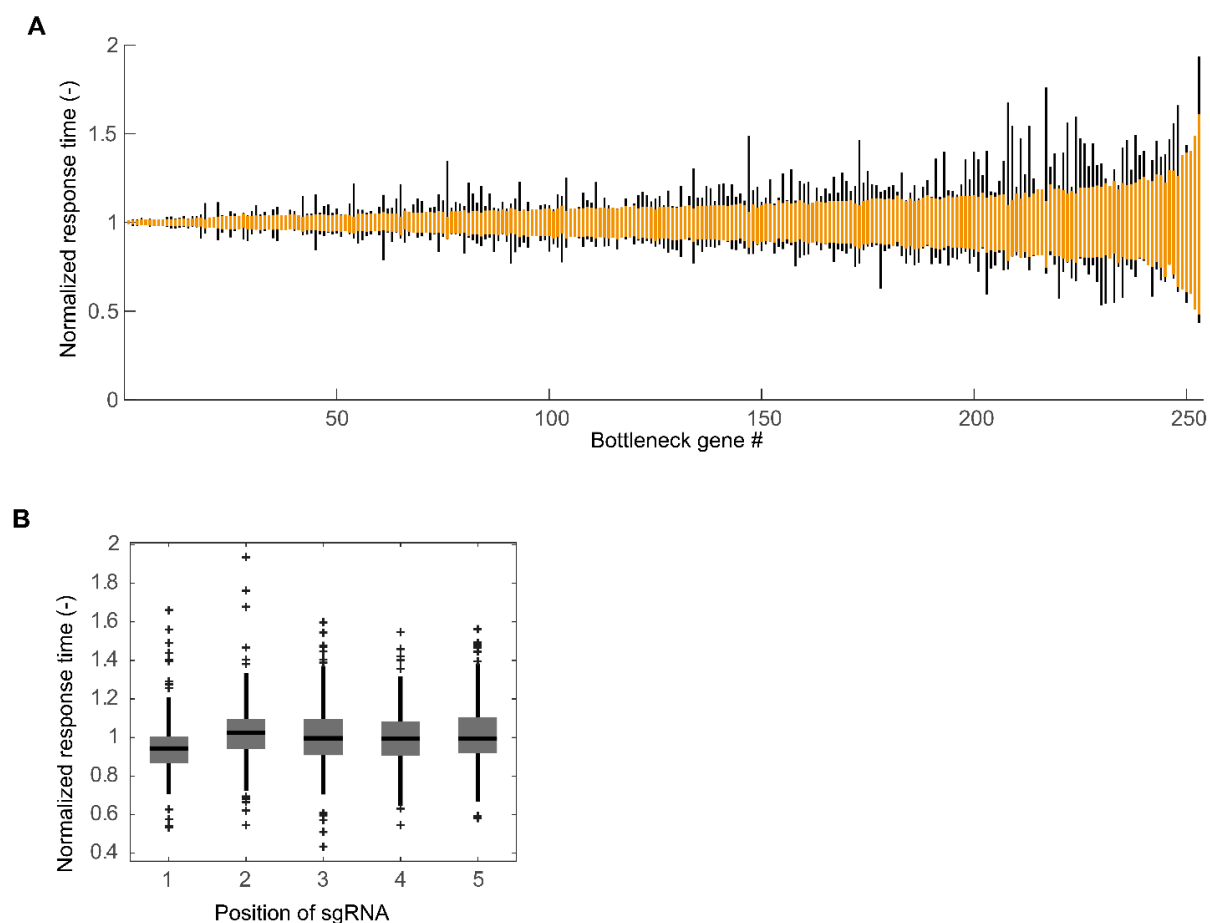 A
Normalized response time (-)
2
1.5
1
0.5
0
50
100
150
200
250
Bottleneck gene #
B
Normalized response time (-)
2
1.8
1.6
1.4
1.2
1
0.8
0.6
0.4
1 2 3 4 5
Position of sgRNA